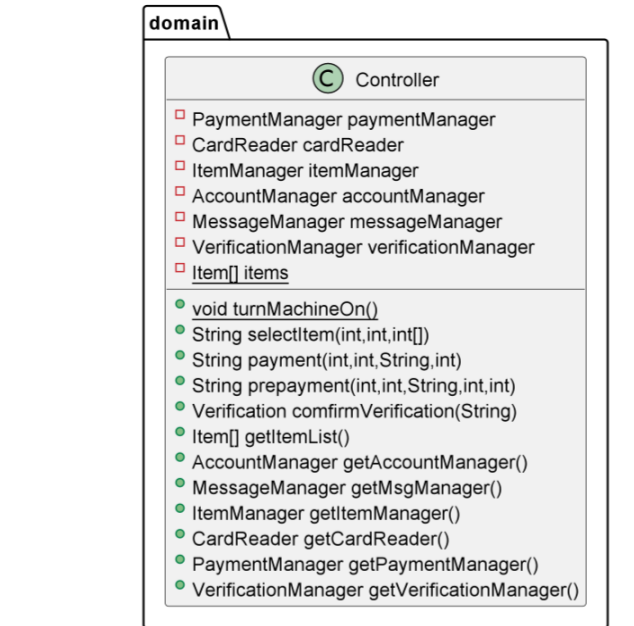 domain
C Controller
PaymentManager paymentManager
CardReader cardReader
ItemManager itemManager
AccountManager accountManager
MessageManager messageManager
VerificationManager verificationManager
Item[] items
void turnMachineOn()
String selectItem(int,int,int[])
String payment(int,int,String,int)
String prepayment(int,int,String,int,int)
Verification comfirmVerification(String)
Item[] getItemList()
AccountManager getAccountManager()
MessageManager getMsgManager()
ItemManager getItemManager()
CardReader getCardReader()
PaymentManager getPaymentManager()
VerificationManager getVerificationManager()